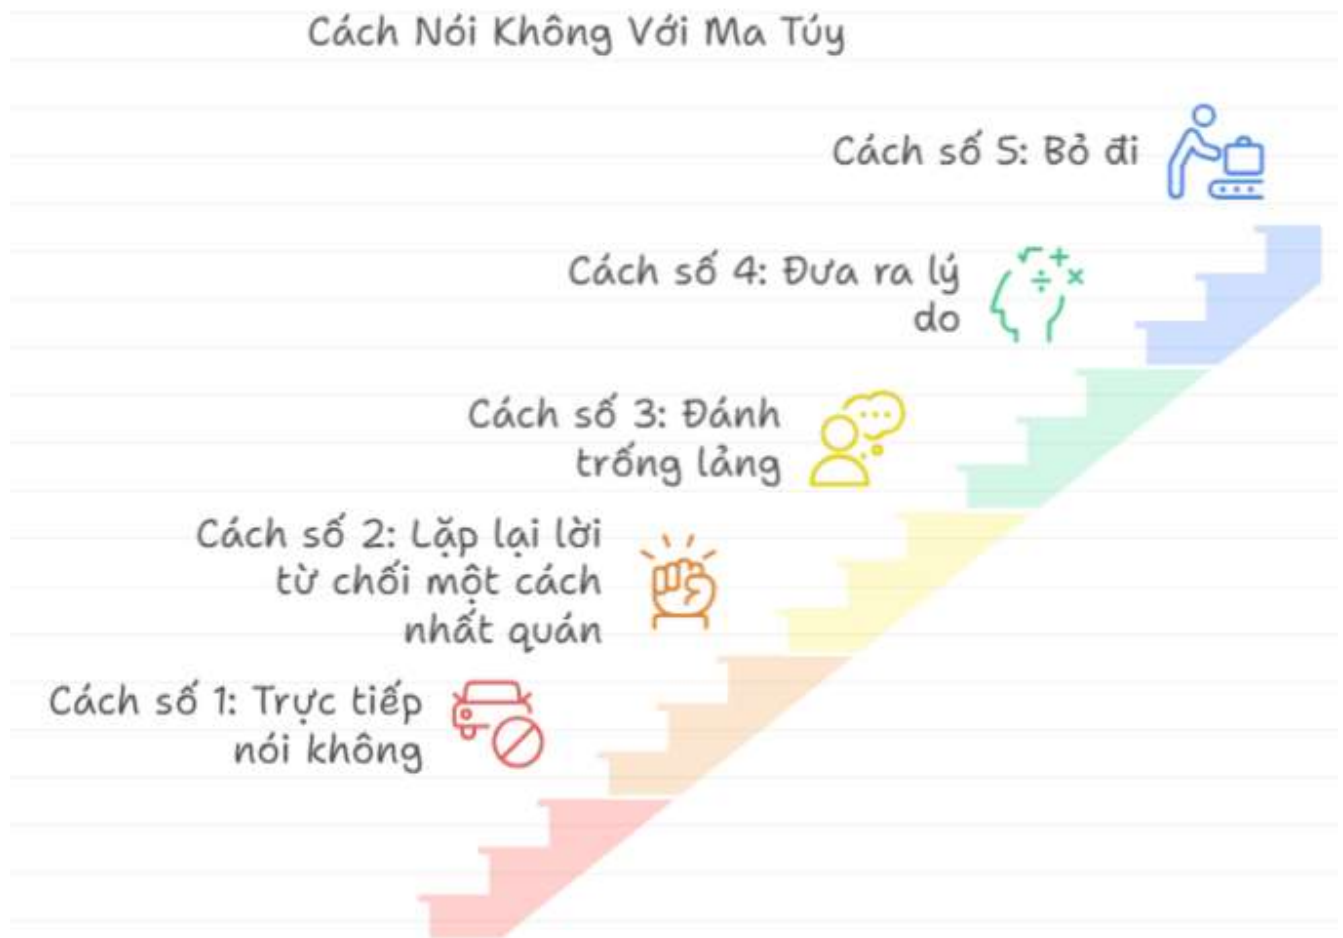 Cách Nói Không Với Ma Túy
Cách số 5: Bỏ đi
Cách số 4: Đưa ra lý
do
Cách số 3: Đánh
trống lảng
Cách số 2: Lặp lại lời
từ chối một cách
nhất quán
Cách số 1: Trực tiếp
nói không